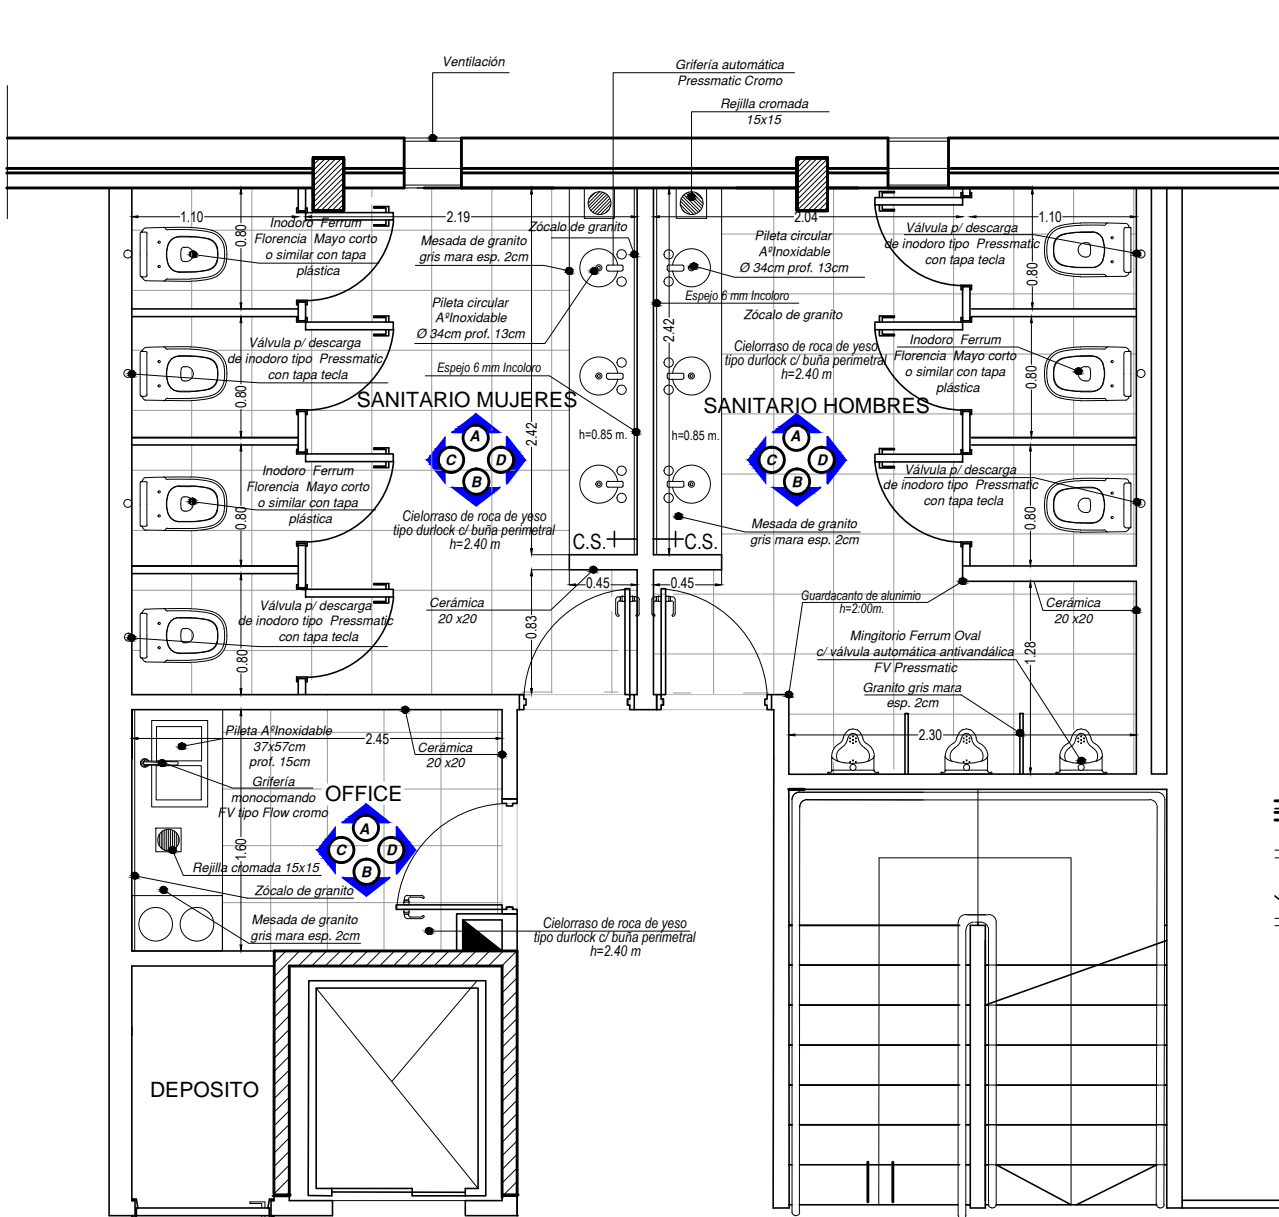 Ventilación
Grifería automática
Pressmatic Cromo
Rejilla cromada
15x15
1.10
2.19
2.04
1.10
0.80
Inodoro Ferrum
Florencia Mayo corto
o similar con tapa
plástica
Mesada de granito
gris mara esp. 2cm
Zócalo de granito
Pileta circular
AºInoxidable
Ø 34cm prof. 13cm
Válvula p/ descarga
de inodoro tipo Pressmatic
con tapa tecla
0.80
Pileta circular
AºInoxidable
Ø 34cm prof. 13cm
Espejo 6 mm Incoloro
Zócalo de granito
2.42
Válvula p/ descarga
de inodoro tipo Pressmatic
con tapa tecla
0.80
Espejo 6 mm Incoloro
Cielorraso de roca de yeso
tipo durlock c/ buña perimetral
h=2.40 m
Inodoro Ferrum
Florencia Mayo corto
o similar con tapa
plástica
0.80
SANITARIO MUJERES
SANITARIO HOMBRES
2.42
h=0.85 m.
h=0.85 m.
A
C
D
B
A
C
D
B
Inodoro Ferrum
Florencia Mayo corto
o similar con tapa
plástica
0.80
Válvula p/ descarga
de inodoro tipo Pressmatic
con tapa tecla
0.80
Cielorraso de roca de yeso
tipo durlock c/ buña perimetral
h=2.40 m
Mesada de granito
gris mara esp. 2cm
C.S.
C.S.
0.45
0.45
Válvula p/ descarga
de inodoro tipo Pressmatic
con tapa tecla
0.80
Cerámica
20 x20
0.83
Guardacanto de alunimio
h=2:00m.
Cerámica
20 x20
Mingitorio Ferrum Oval
c/ válvula automática antivandálica
FV Pressmatic
1.28
Granito gris mara
esp. 2cm
2.30
Pileta AºInoxidable
37x57cm
prof. 15cm
2.45
Cerámica
20 x20
Grifería
monocomando
FV tipo Flow cromo
OFFICE
A
C
D
B
1.60
Rejilla cromada 15x15
Zócalo de granito
Mesada de granito
gris mara esp. 2cm
Cielorraso de roca de yeso
tipo durlock c/ buña perimetral
h=2.40 m
DEPOSITO